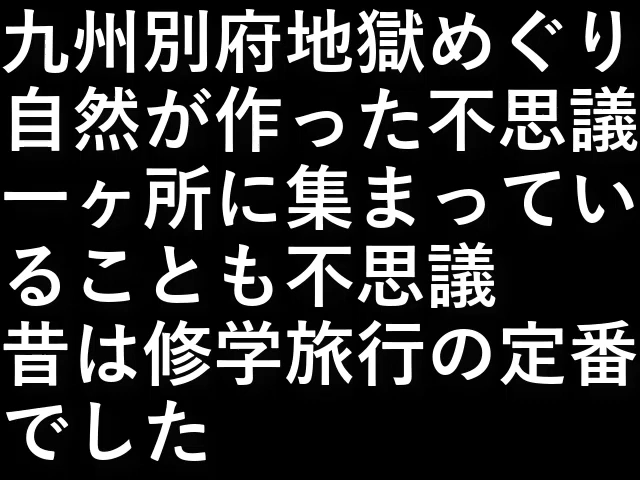 九州別府地獄めぐり
自然が作った不思議
一ヶ所に集まってい
ることも不思議
昔は修学旅行の定番
でした